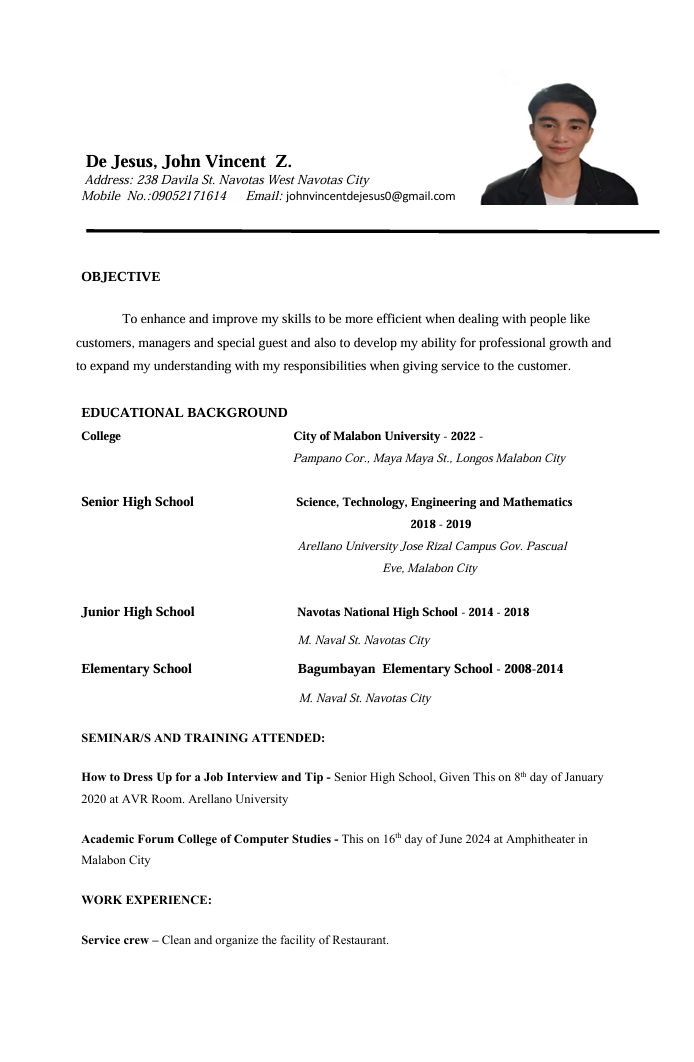 De Jesus, John Vincent Z.
Address: 238 Davila St. Navotas West Navotas City
Mobile No.:09052171614 Email: johnvincentdejesus0@gmail.com
OBJECTIVE
To enhance and improve my skills to be more efficient when dealing with people like
customers, managers and special guest and also to develop my ability for professional growth and
to expand my understanding with my responsibilities when giving service to the customer.
EDUCATIONAL BACKGROUND
College City of Malabon University - 2022 -
Pampano Cor., Maya Maya St., Longos Malabon City
Senior High School Science, Technology, Engineering and Mathematics
2018 - 2019
Arellano University Jose Rizal Campus Gov. Pascual
Eve, Malabon City
Junior High School Navotas National High School - 2014 - 2018
M. Naval St. Navotas City
Elementary School Bagumbayan Elementary School - 2008-2014
M. Naval St. Navotas City
SEMINAR/S AND TRAINING ATTENDED:
How to Dress Up for a Job Interview and Tip - Senior High School, Given This on 8th day of January
2020 at AVR Room. Arellano University
Academic Forum College of Computer Studies - This on 16th day of June 2024 at Amphitheater in
Malabon City
WORK EXPERIENCE:
Service crew – Clean and organize the facility of Restaurant.